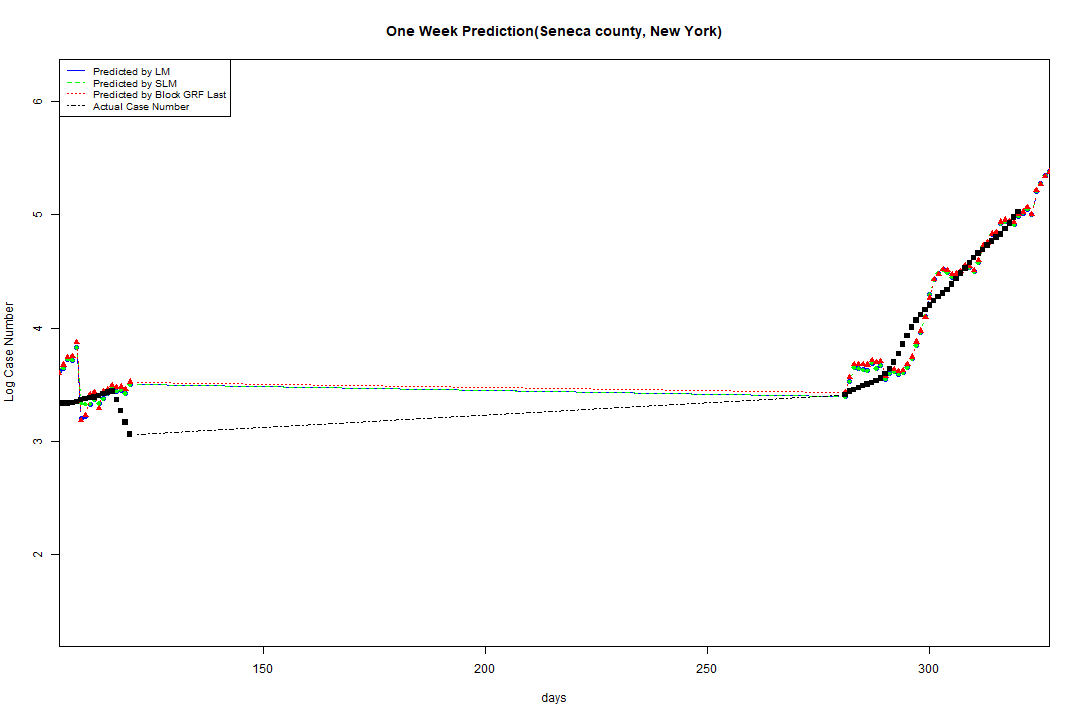 One Week Prediction(Seneca county, New York)
Predicted by LM
Predicted by SLM
Predicted by Block GRF Last
Actual Case Number
6
5
4
3
2
Log Case Number
150 200 250 300
days